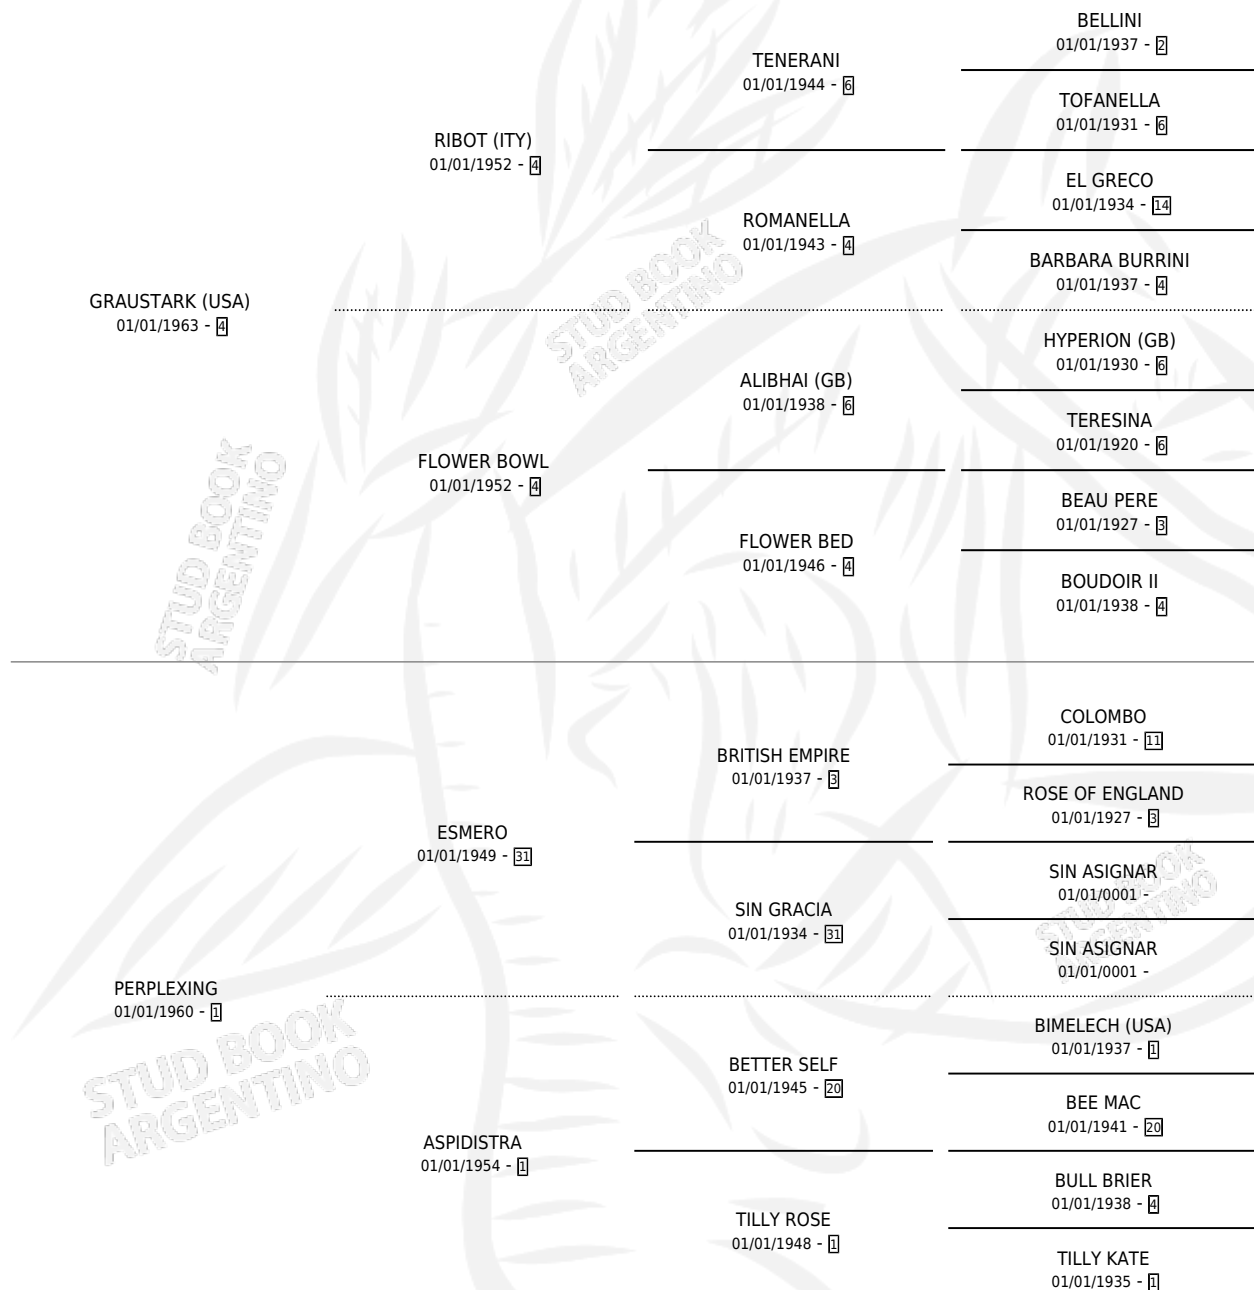 BELLINI
01/01/1937 - 2
TENERANI
01/01/1944 - 6
TOFANELLA
01/01/1931 - 6
RIBOT (ITY)
01/01/1952 - 4
EL GRECO
01/01/1934 - 14
ROMANELLA
01/01/1943 - 4
BARBARA BURRINI
01/01/1937 - 4
GRAUSTARK (USA)
01/01/1963 - 4
HYPERION (GB)
01/01/1930 - 6
ALIBHAI (GB)
01/01/1938 - 6
TERESINA
01/01/1920 - 6
FLOWER BOWL
01/01/1952 - 4
BEAU PERE
01/01/1927 - 3
FLOWER BED
01/01/1946 - 4
BOUDOIR II
01/01/1938 - 4
STUD BOOK
ARGENTINO
STUD BOOK
ARGENTINO
COLOMBO
01/01/1931 - 11
BRITISH EMPIRE
01/01/1937 - 3
ROSE OF ENGLAND
01/01/1927 - 3
ESMERO
01/01/1949 - 31
SIN ASIGNAR
01/01/0001 -
SIN GRACIA
01/01/1934 - 31
SIN ASIGNAR
01/01/0001 -
PERPLEXING
01/01/1960 - 1
BIMELECH (USA)
01/01/1937 - 1
BETTER SELF
01/01/1945 - 20
BEE MAC
01/01/1941 - 20
ASPIDISTRA
01/01/1954 - 1
BULL BRIER
01/01/1938 - 4
TILLY ROSE
01/01/1948 - 1
TILLY KATE
01/01/1935 - 1
STUD BOOK
ARGENTINO
STUD BOOK
ARGENTINO